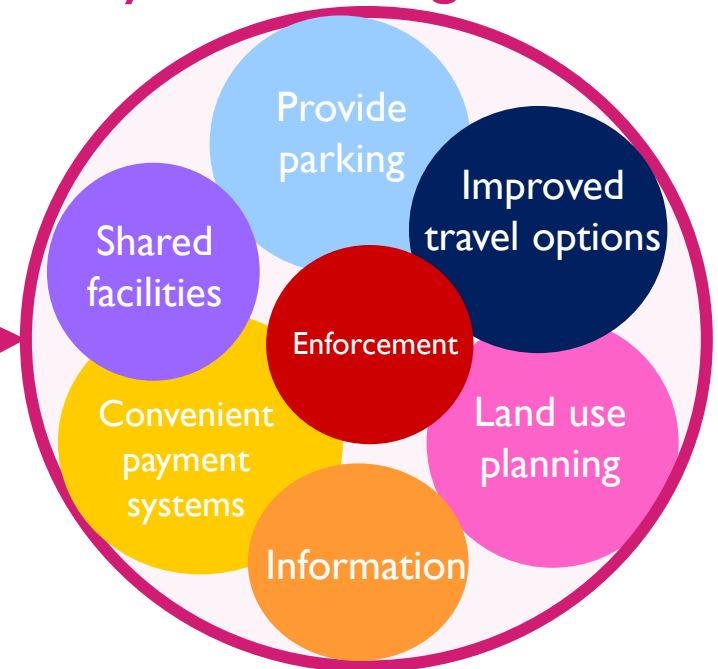 Provide
parking
Improved
travel options
Shared
facilities
Enforcement
Convenient
payment
systems
Land use
planning
Information